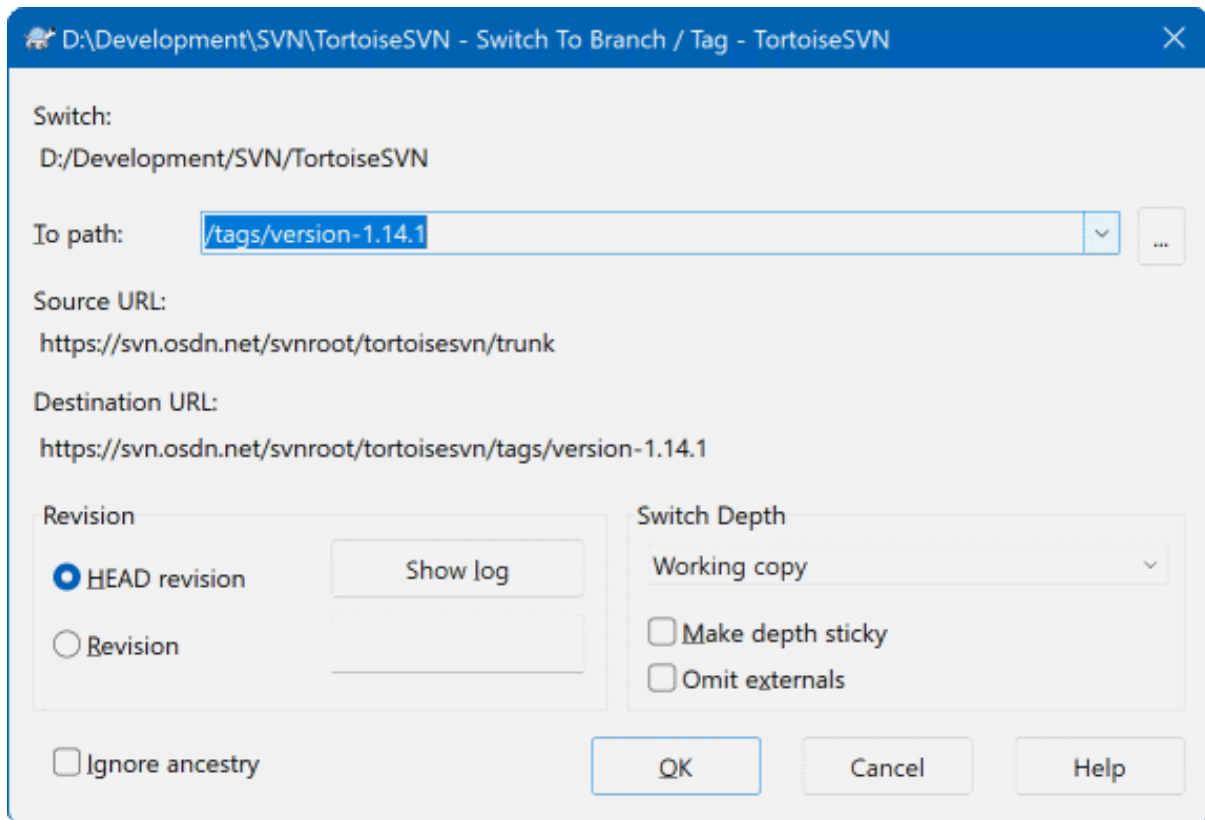 D:\Development\SVN\TortoiseSVN - Switch To Branch / Tag - TortoiseSVN
Switch:
D:/Development/SVN/TortoiseSVN
To path:
/tags/version-1.14.1
...
Source URL:
https://svn.osdn.net/svnroot/tortoisesvn/trunk
Destination URL:
https://svn.osdn.net/svnroot/tortoisesvn/tags/version-1.14.1
Revision
HEAD revision
Show log
Revision
Switch Depth
Working copy
Make depth sticky
Omit externals
Ignore ancestry
OK
Cancel
Help